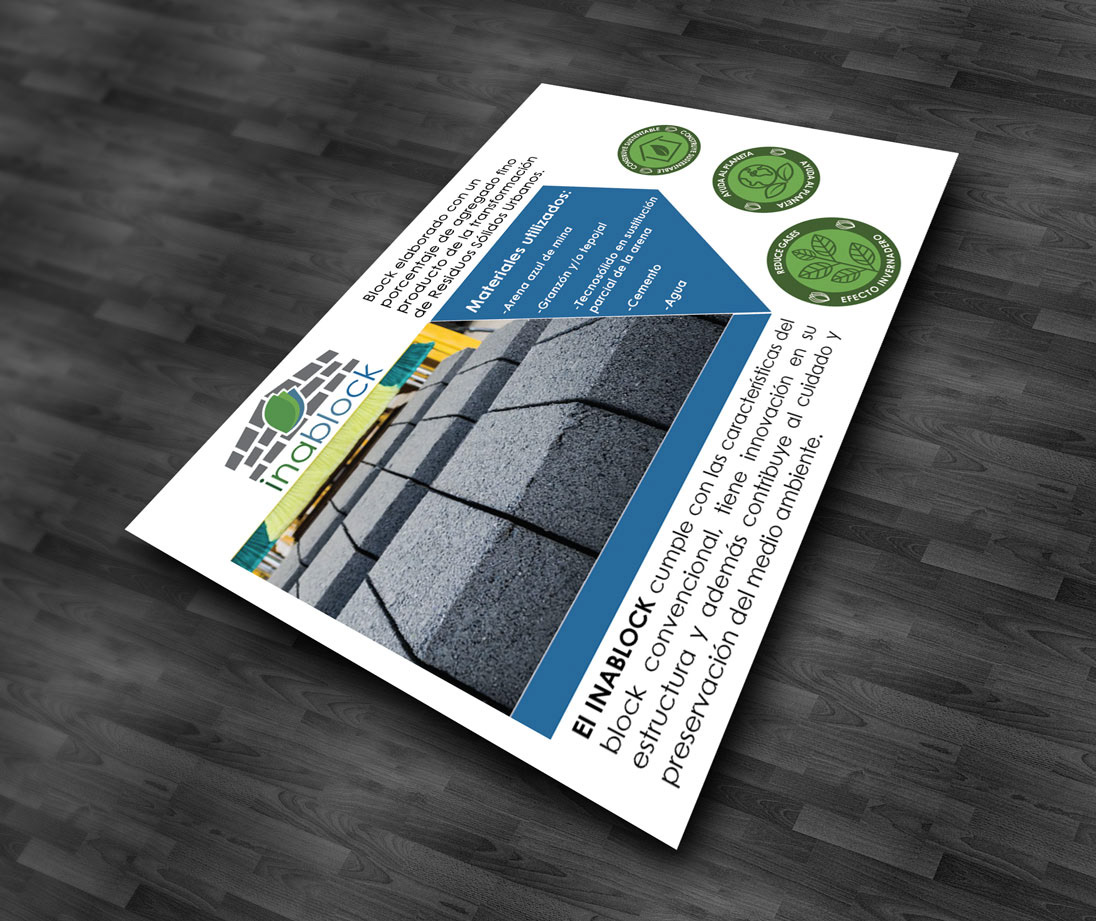 inablock
Block elaborado con un
porcentaje de agregado fino
producto de la transformación
de Residuos Sólidos Urbanos.
Materiales utilizados:
-Arena azul de mina
-Granzón y/o tepojal
-Tecnosólido en sustitución
parcial de la arena
-Cemento
-Agua
CONSTRUYE SUSTENTABLE
CONSTRUYE SUSTENTABLE
AYUDA AL PLANETA
AYUDA AL PLANETA
REDUCE GASES
EFECTO INVERNADERO
El INABLOCK cumple con las características del
block convencional, tiene innovación en su
estructura y además contribuye al cuidado y
preservación del medio ambiente.